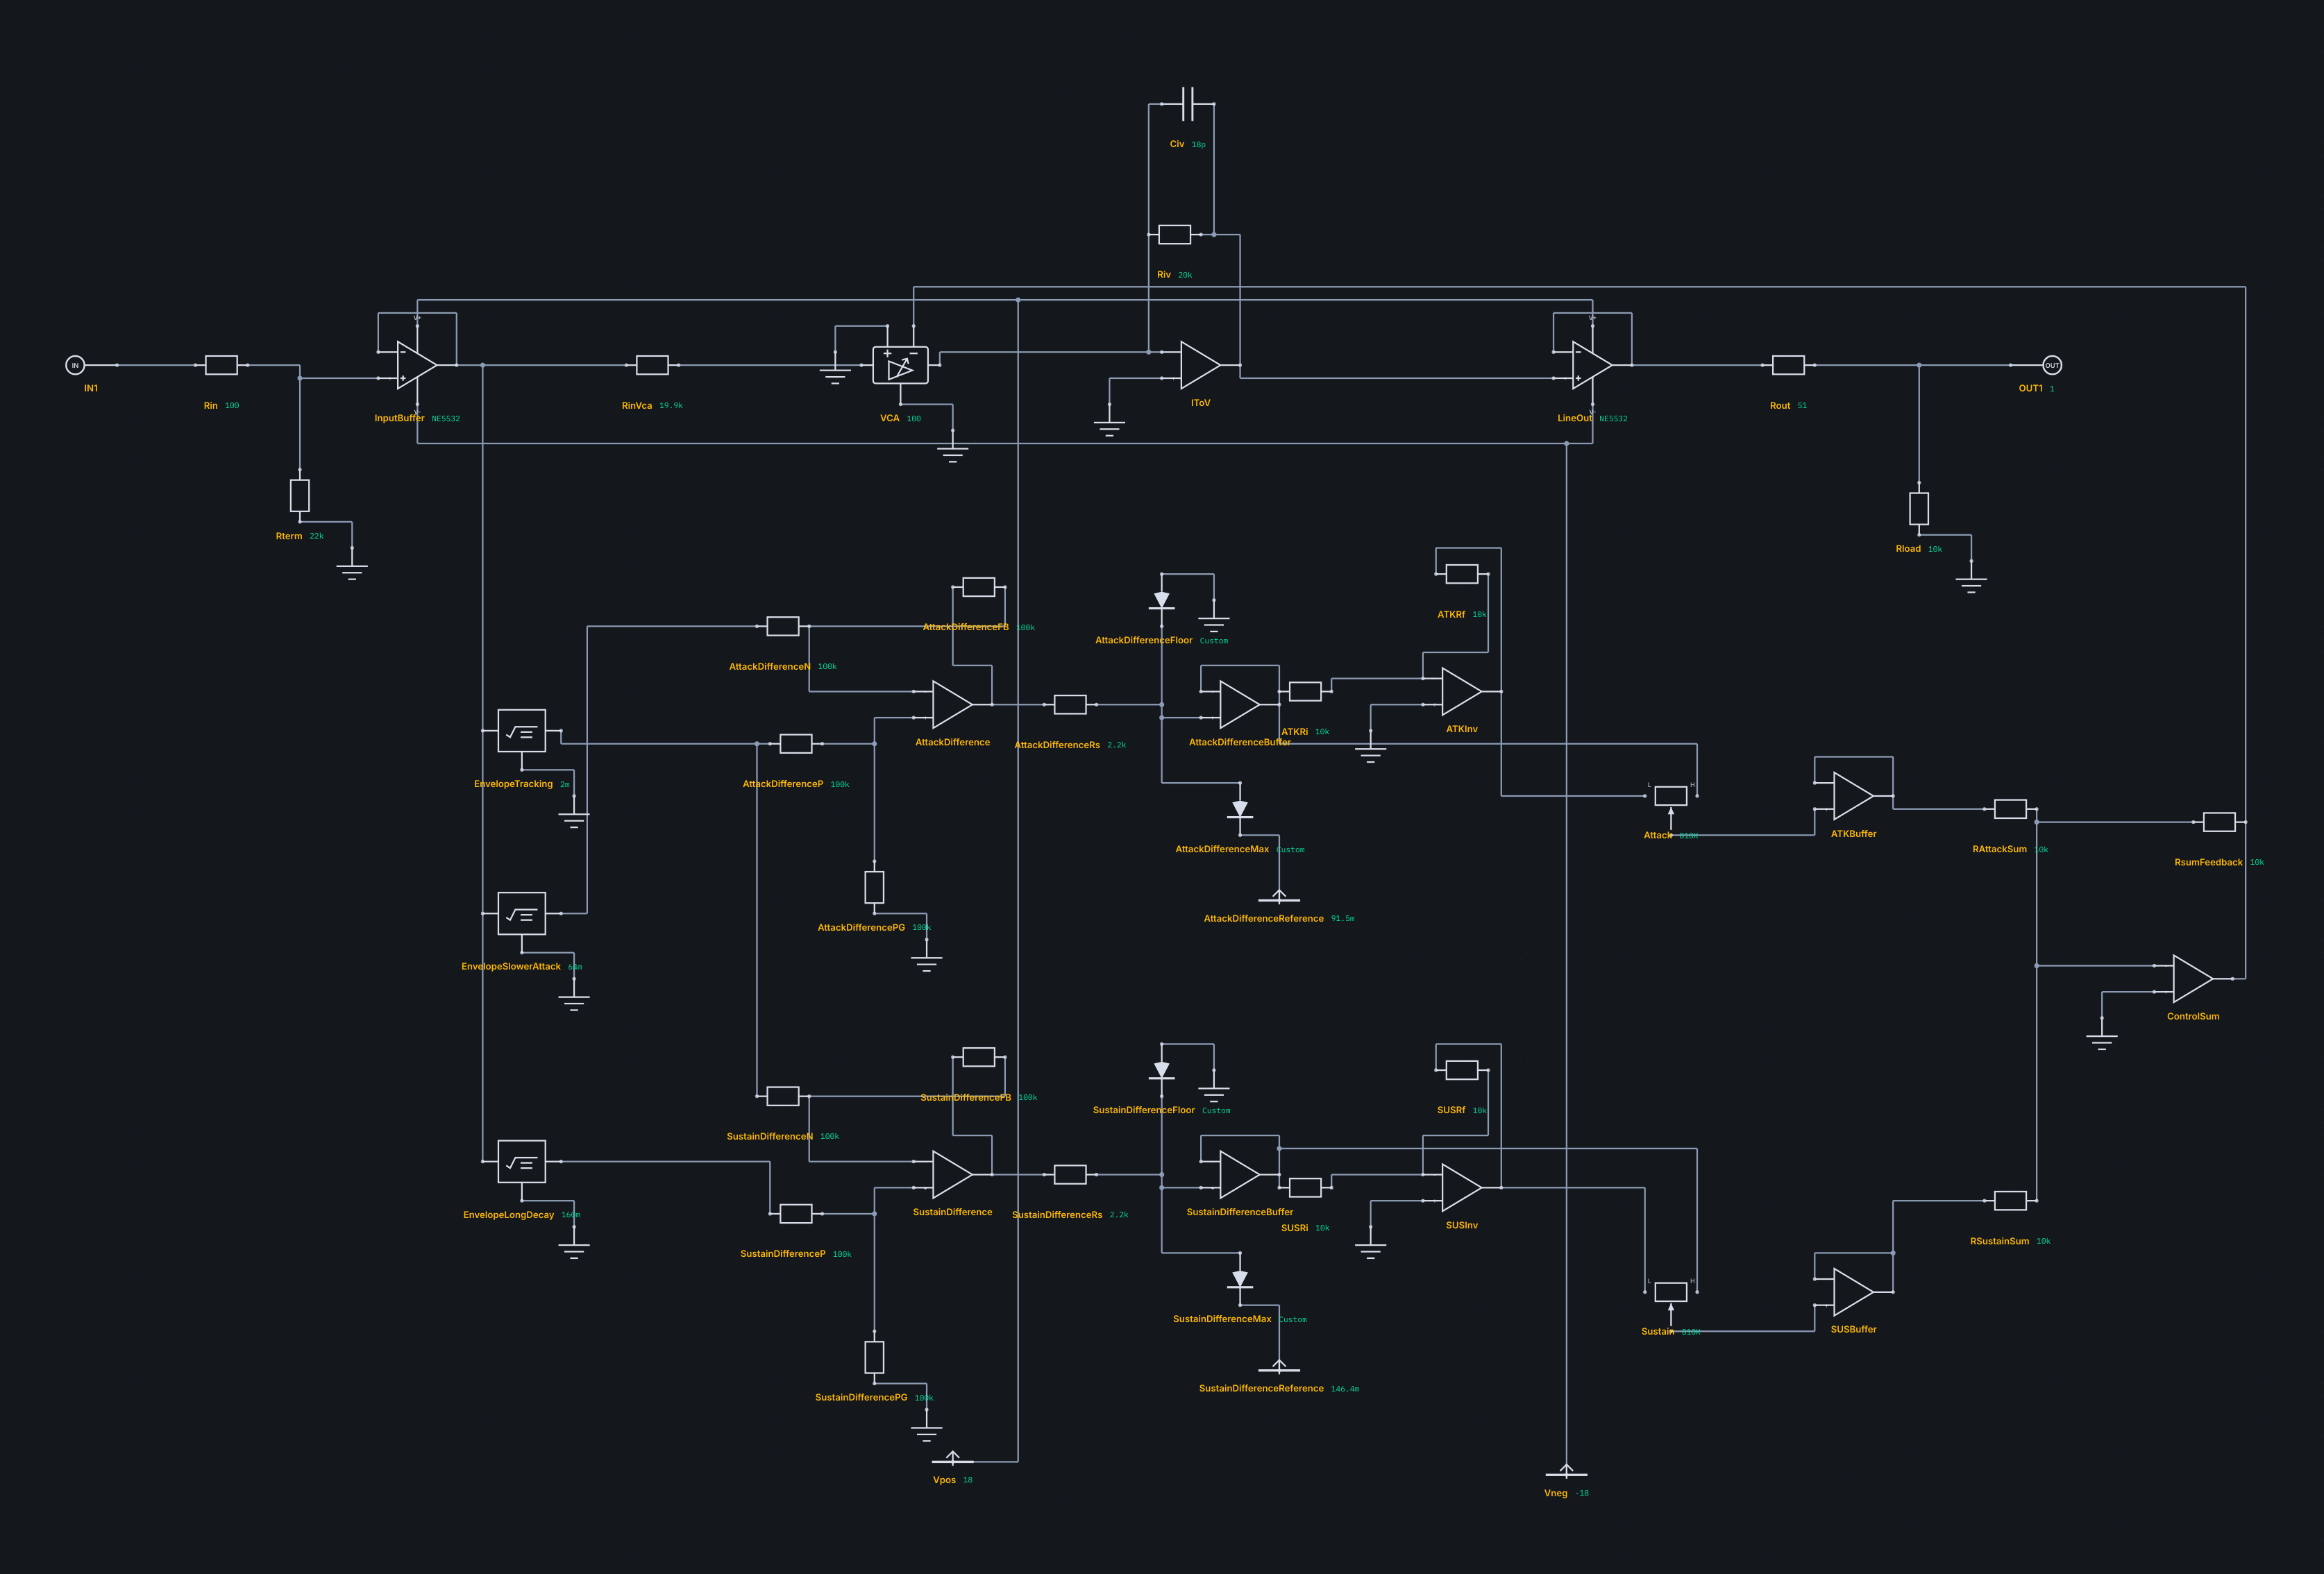 Civ 18p
Riv 20k
IN
IN1
Rin 100
V+
InputBuffer NE5532
RinVca 19.9k
VCA 100
IToV
V+
LineOut NE5532
Rout 51
OUT
OUT1 1
Rterm 22k
Rload 10k
AttackDifferenceFB 100k
AttackDifferenceN 100k
AttackDifferenceFloor Custom
ATKRf 10k
AttackDifference
AttackDifferenceRs 2.2k
AttackDifferenceBuffer
ATKRi 10k
ATKInv
EnvelopeTracking 2m
AttackDifferenceP 100k
L H
Attack
ATKBuffer
AttackDifferenceMax Custom
RAttackSum 10k
RsumFeedback 10k
AttackDifferenceReference 91.5m
AttackDifferencePG 100k
EnvelopeSlowerAttack 64m
ControlSum
SustainDifferenceFB 100k
SustainDifferenceN 100k
SustainDifferenceFloor Custom
SUSRf 10k
EnvelopeLongDecay 160m
SustainDifference
SustainDifferenceRs 2.2k
SustainDifferenceBuffer
SUSRi 10k
SUSInv
SustainDifferenceP 100k
RSustainSum 10k
L H
Sustain
SUSBuffer
SustainDifferenceMax Custom
SustainDifferenceReference 146.4m
SustainDifferencePG 100k
Vpos 18
Vneg -18